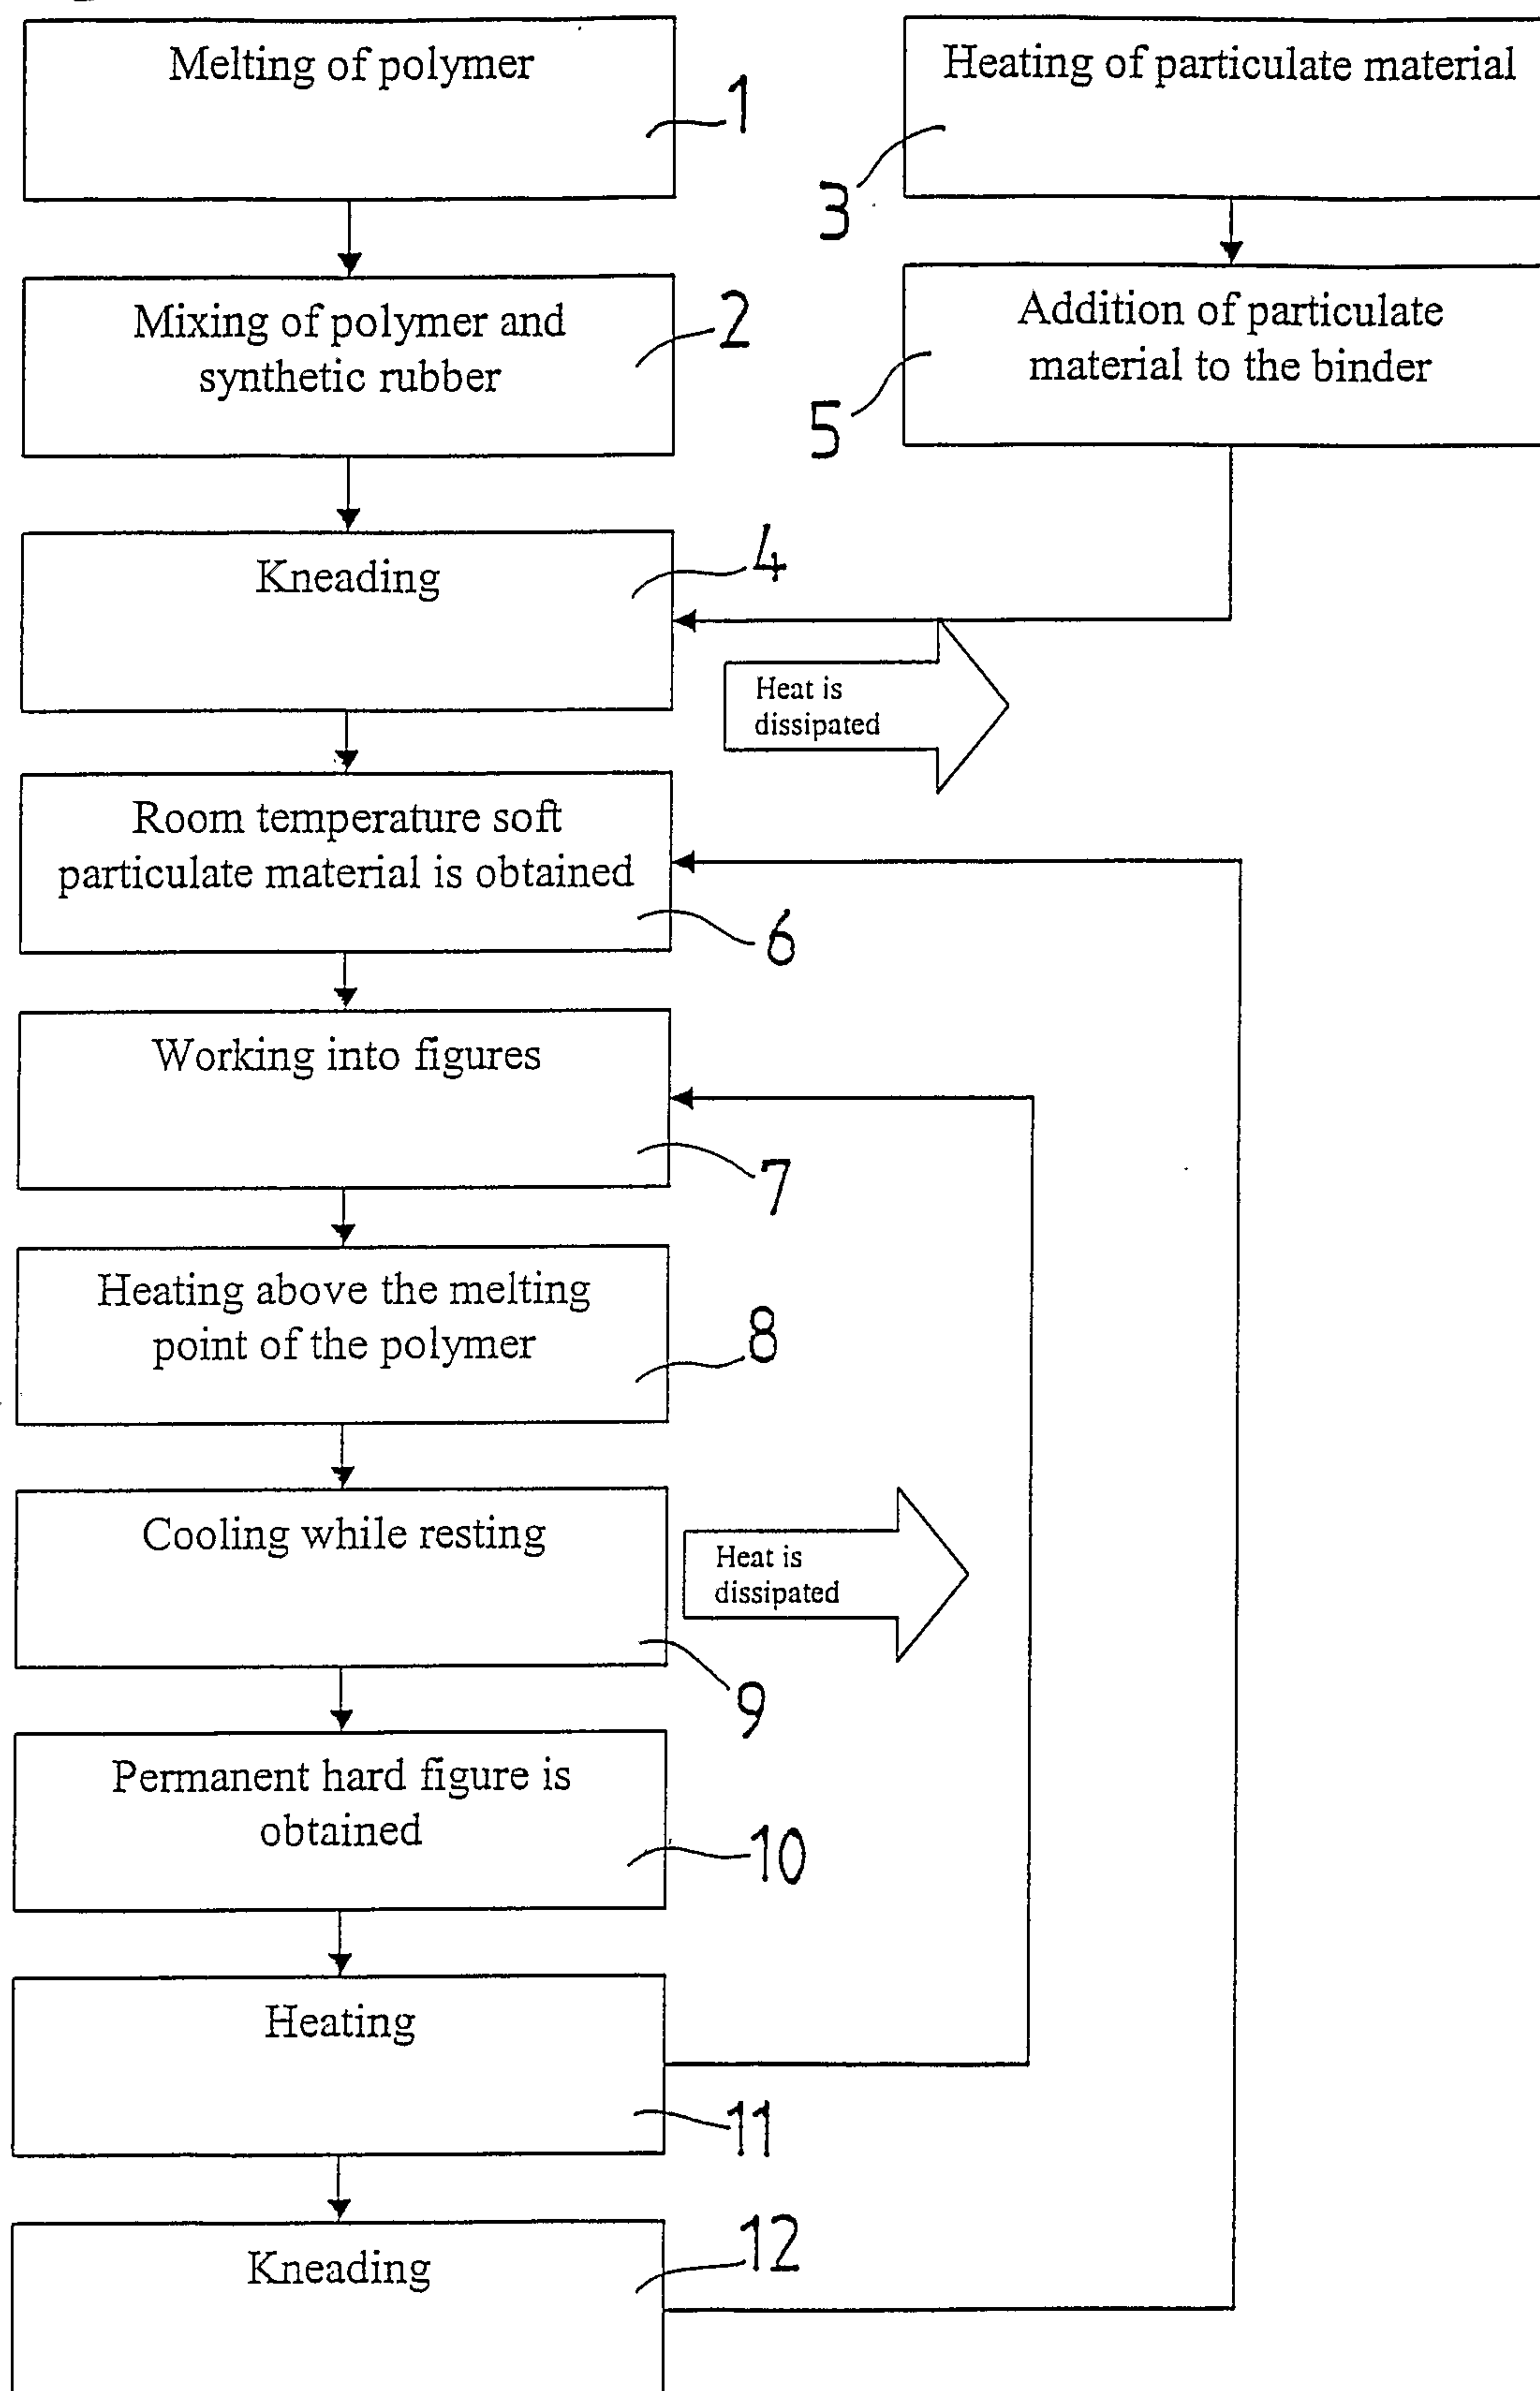 Melting of polymer
1
Heating of particulate material
3
Mixing of polymer and
synthetic rubber
2
Addition of particulate
material to the binder
5
Kneading
4
Heat is
dissipated
Room temperature soft
particulate material is obtained
6
Working into figures
7
Heating above the melting
point of the polymer
8
Cooling while resting
Heat is
dissipated
9
Permanent hard figure is
obtained
10
Heating
11
Kneading
12